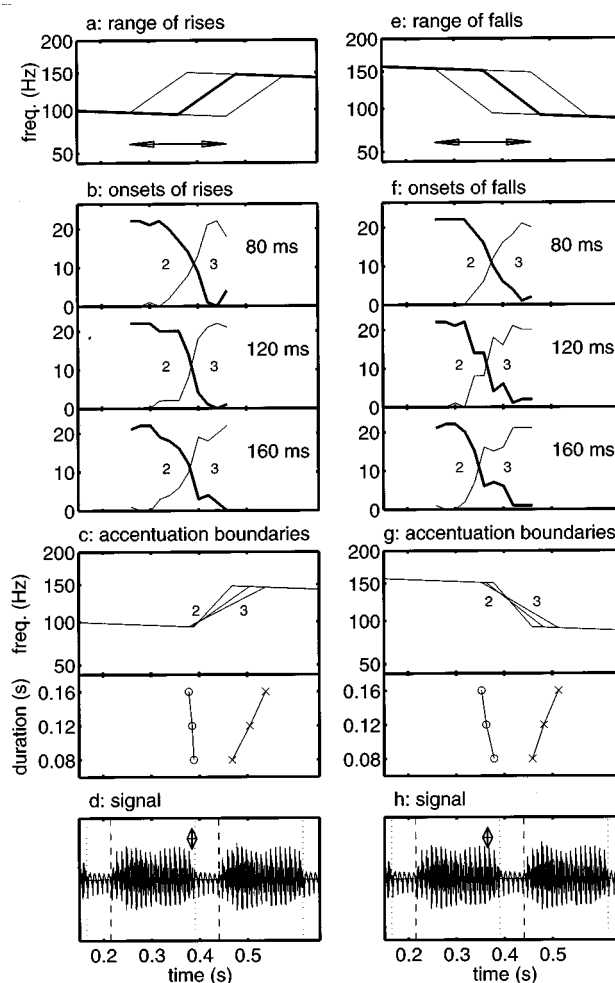 a: range of rises
200
150
100
50
freq. (Hz)
b: onsets of rises
20
10
0
2 3
80 ms
20
10
0
2 3
120 ms
20
10
0
2 3
160 ms
c: accentuation boundaries
200
100
50
freq. (Hz)
2 3
0.16
0.12
0.08
duration (s)
d: signal
0.2 0.3 0.4 0.5
time (s)
e: range of falls
200
150
100
50
f: onsets of falls
20
10
0
2 3
80 ms
20
10
0
2 3
120 ms
20
10
0
2 3
160 ms
g: accentuation boundaries
200
100
50
2 3
0.16
0.12
0.08
h: signal
0.2 0.3 0.4 0.5
time (s)